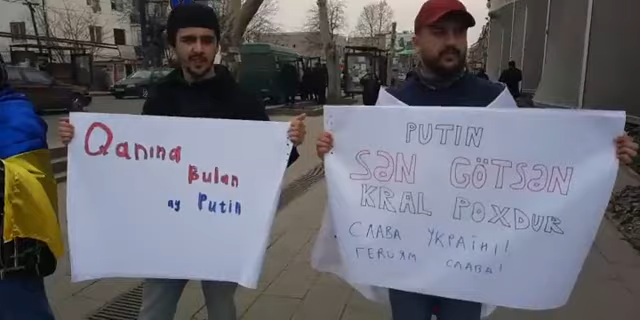 Qanına
Bulan
ay Putin
PUTIN
SƏN GÖTSƏN
KRAL POXDUR
СЛАВА УКРАЇНІ!
ГЕРОЯМ СЛАВА!